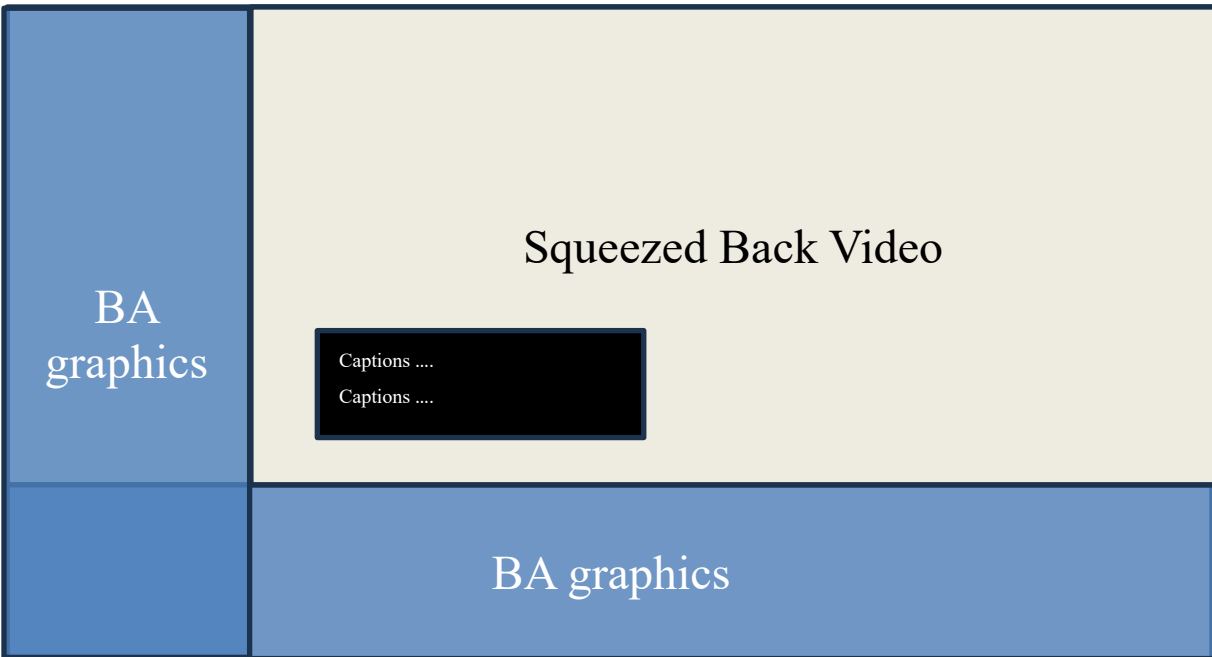 Squeezed Back Video
BA
graphics
Captions ....
Captions ....
BA graphics